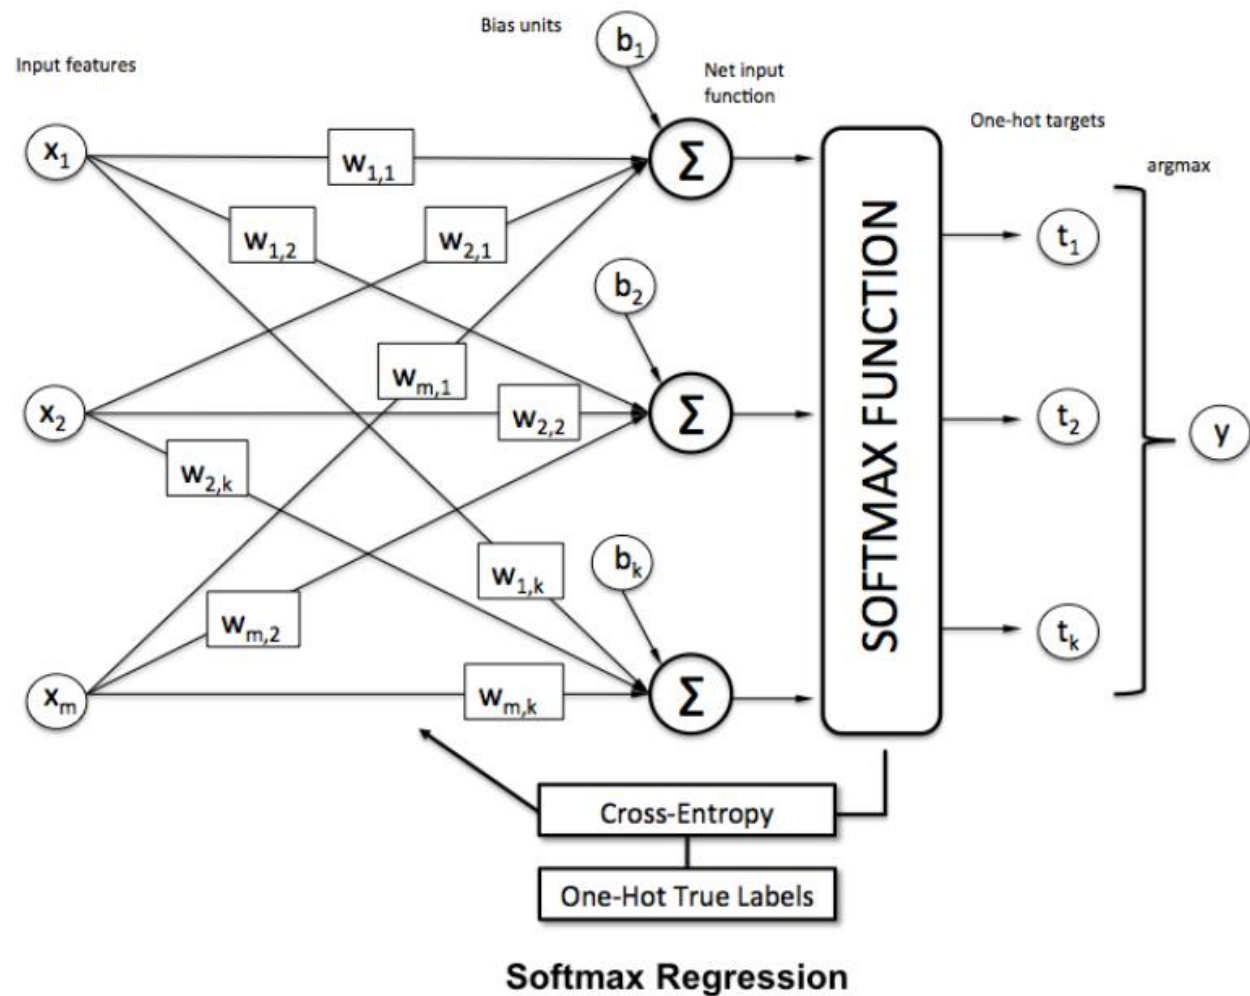 Bias units
b1
Input features
Net input
function
One-hot targets
argmax
x1
w1,1
Σ
w1,2
w2,1
t1
b2
wm,1
x2
w2,2
Σ
t2
y
w2,k
SOFTMAX FUNCTION
bk
w1,k
wm,2
tk
xm
wm,k
Σ
Cross-Entropy
One-Hot True Labels
Softmax Regression